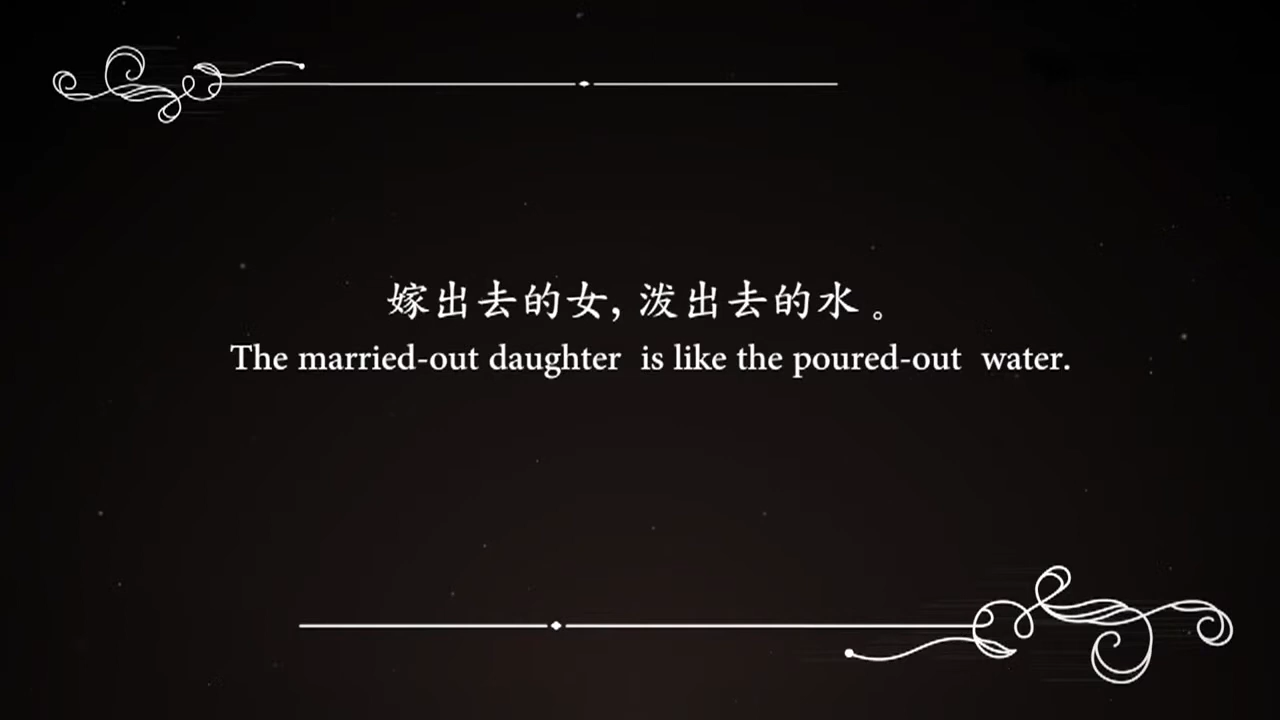 嫁出去的女, 泼出去的水。
The married-out daughter is like the poured-out water.